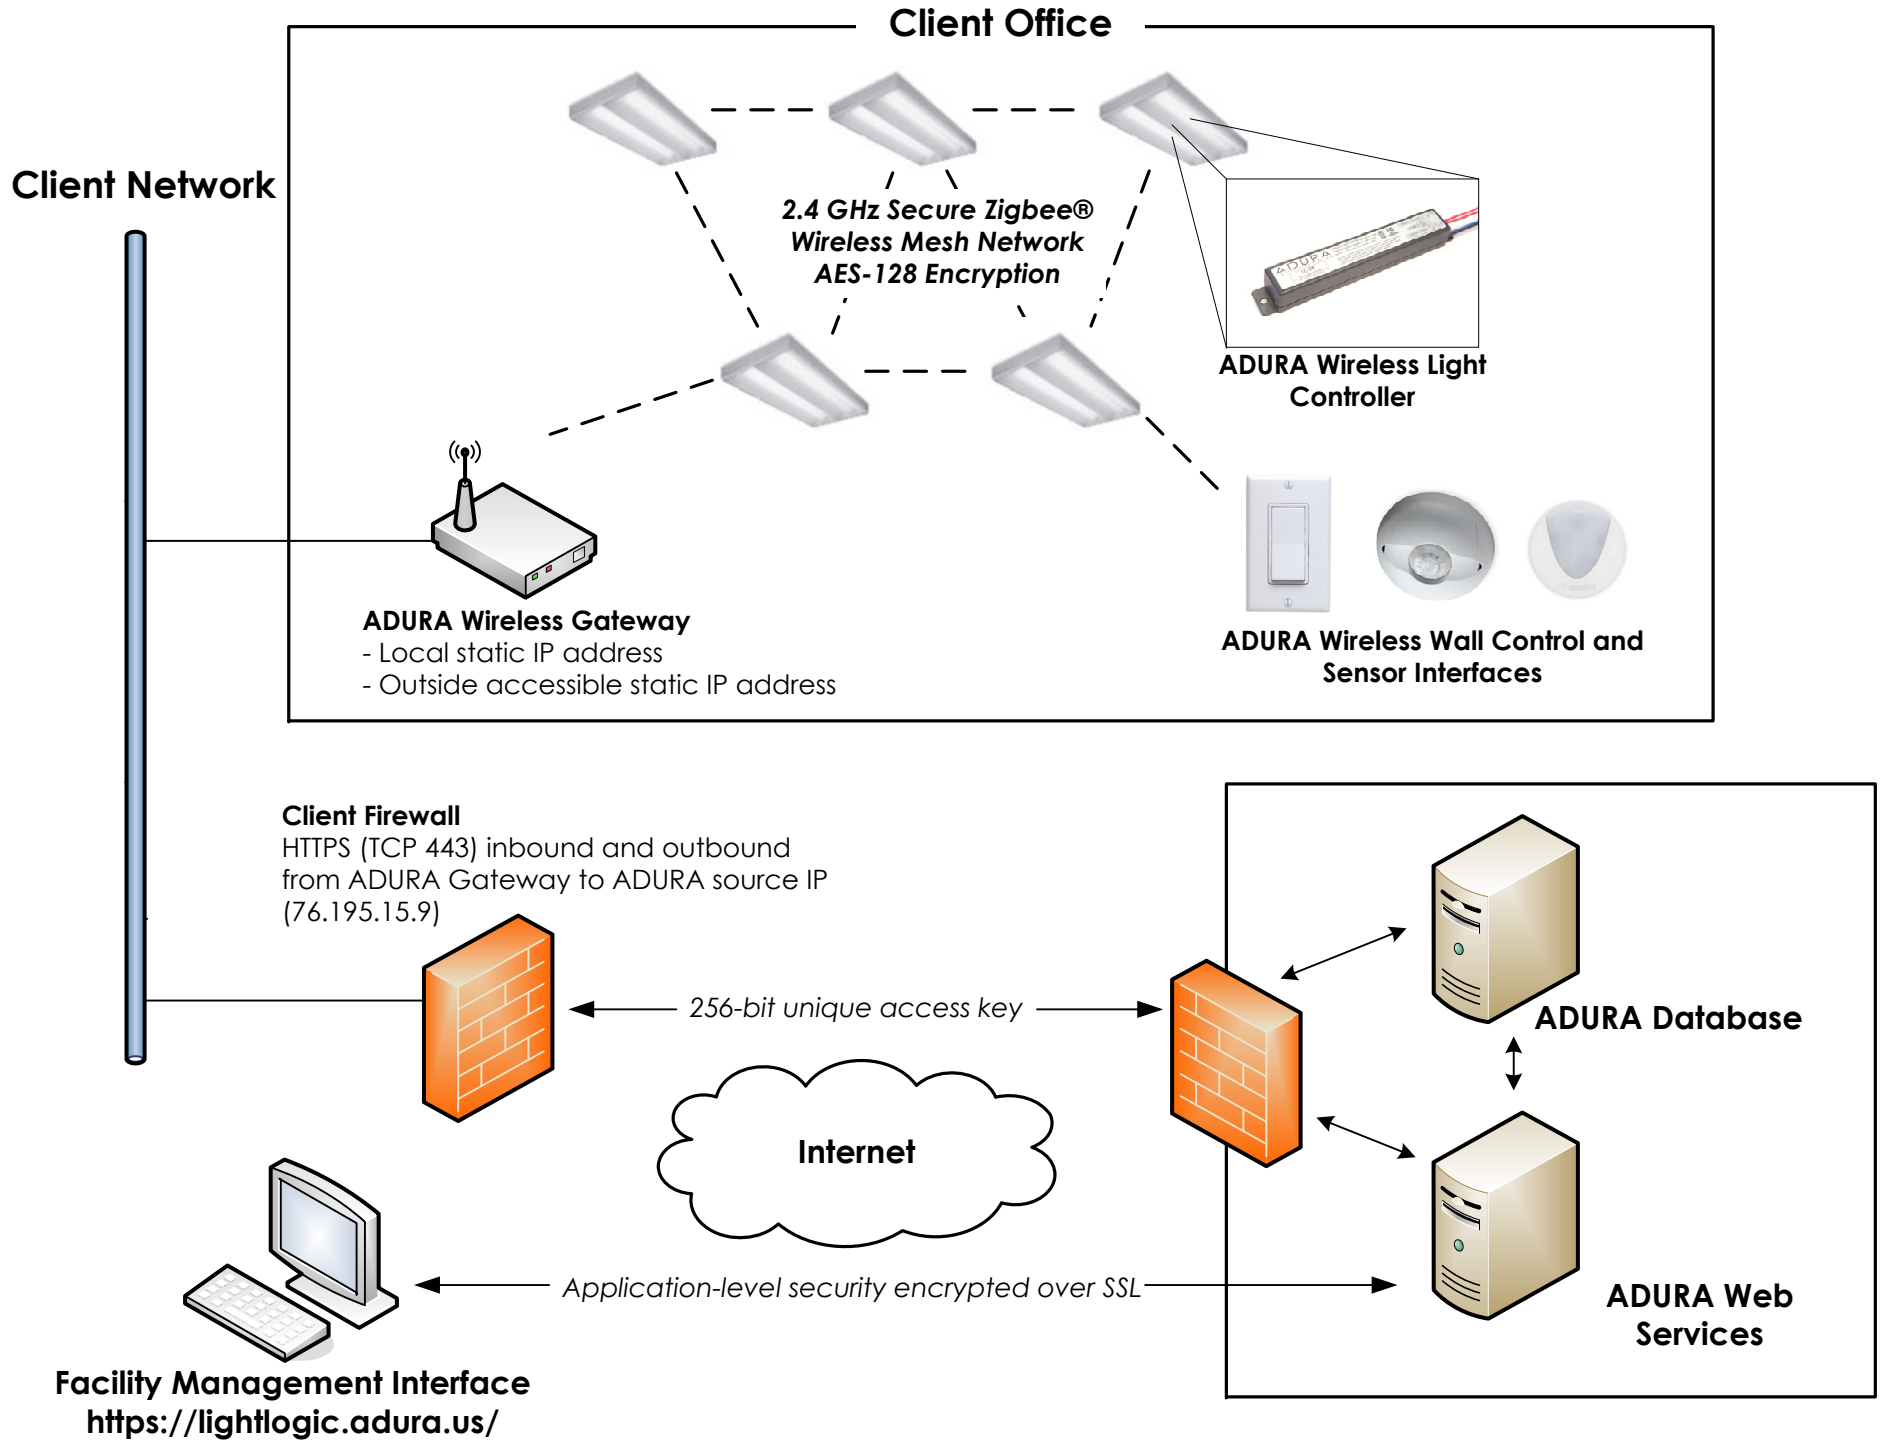 Client Office
Client Network
2.4 GHz Secure Zigbee®
Wireless Mesh Network
AES-128 Encryption
ADURA
ADURA Wireless Light
Controller
ADURA Wireless Gateway
- Local static IP address
- Outside accessible static IP address
ADURA Wireless Wall Control and
Sensor Interfaces
Client Firewall
HTTPS (TCP 443) inbound and outbound
from ADURA Gateway to ADURA source IP
(76.195.15.9)
256-bit unique access key
ADURA Database
Internet
Application-level security encrypted over SSL
ADURA Web
Services
Facility Management Interface
https://lightlogic.adura.us/